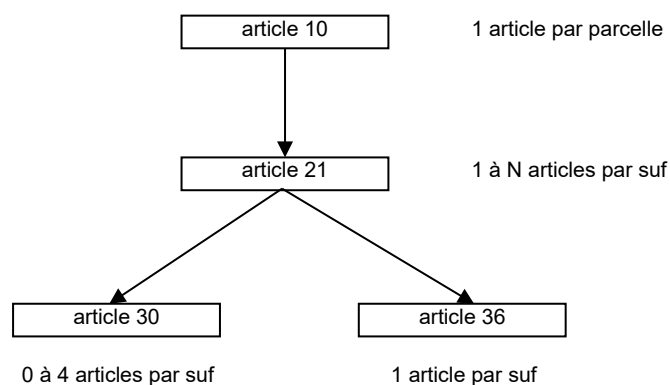 article 10
1 article par parcelle
article 21
1 à N articles par suf
article 30
article 36
0 à 4 articles par suf
1 article par suf